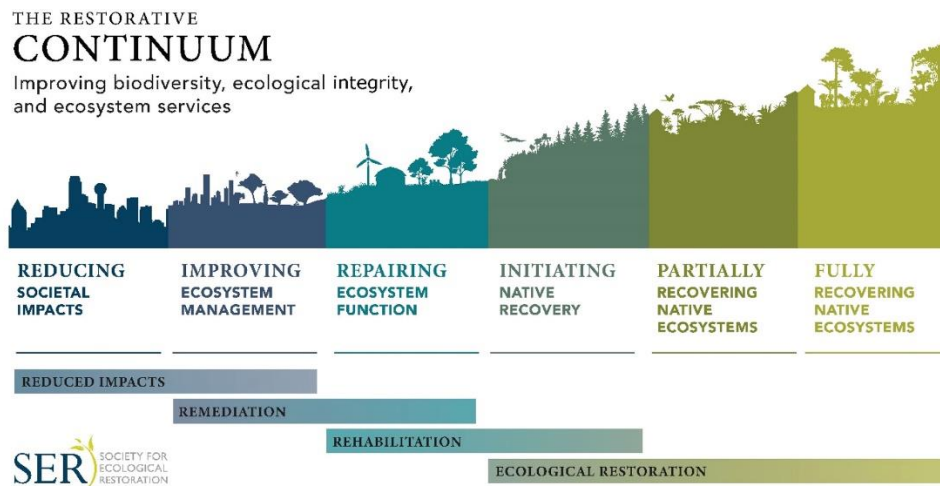 THE RESTORATIVE
CONTINUUM
Improving biodiversity, ecological integrity,
and ecosystem services
REDUCING
SOCIETAL
IMPACTS
IMPROVING
ECOSYSTEM
MANAGEMENT
REPAIRING
ECOSYSTEM
FUNCTION
INITIATING
NATIVE
RECOVERY
PARTIALLY
RECOVERING
NATIVE
ECOSYSTEMS
FULLY
RECOVERING
NATIVE
ECOSYSTEMS
REDUCED IMPACTS
REMEDIATION
REHABILITATION
ECOLOGICAL RESTORATION
SER
SOCIETY FOR
ECOLOGICAL
RESTORATION